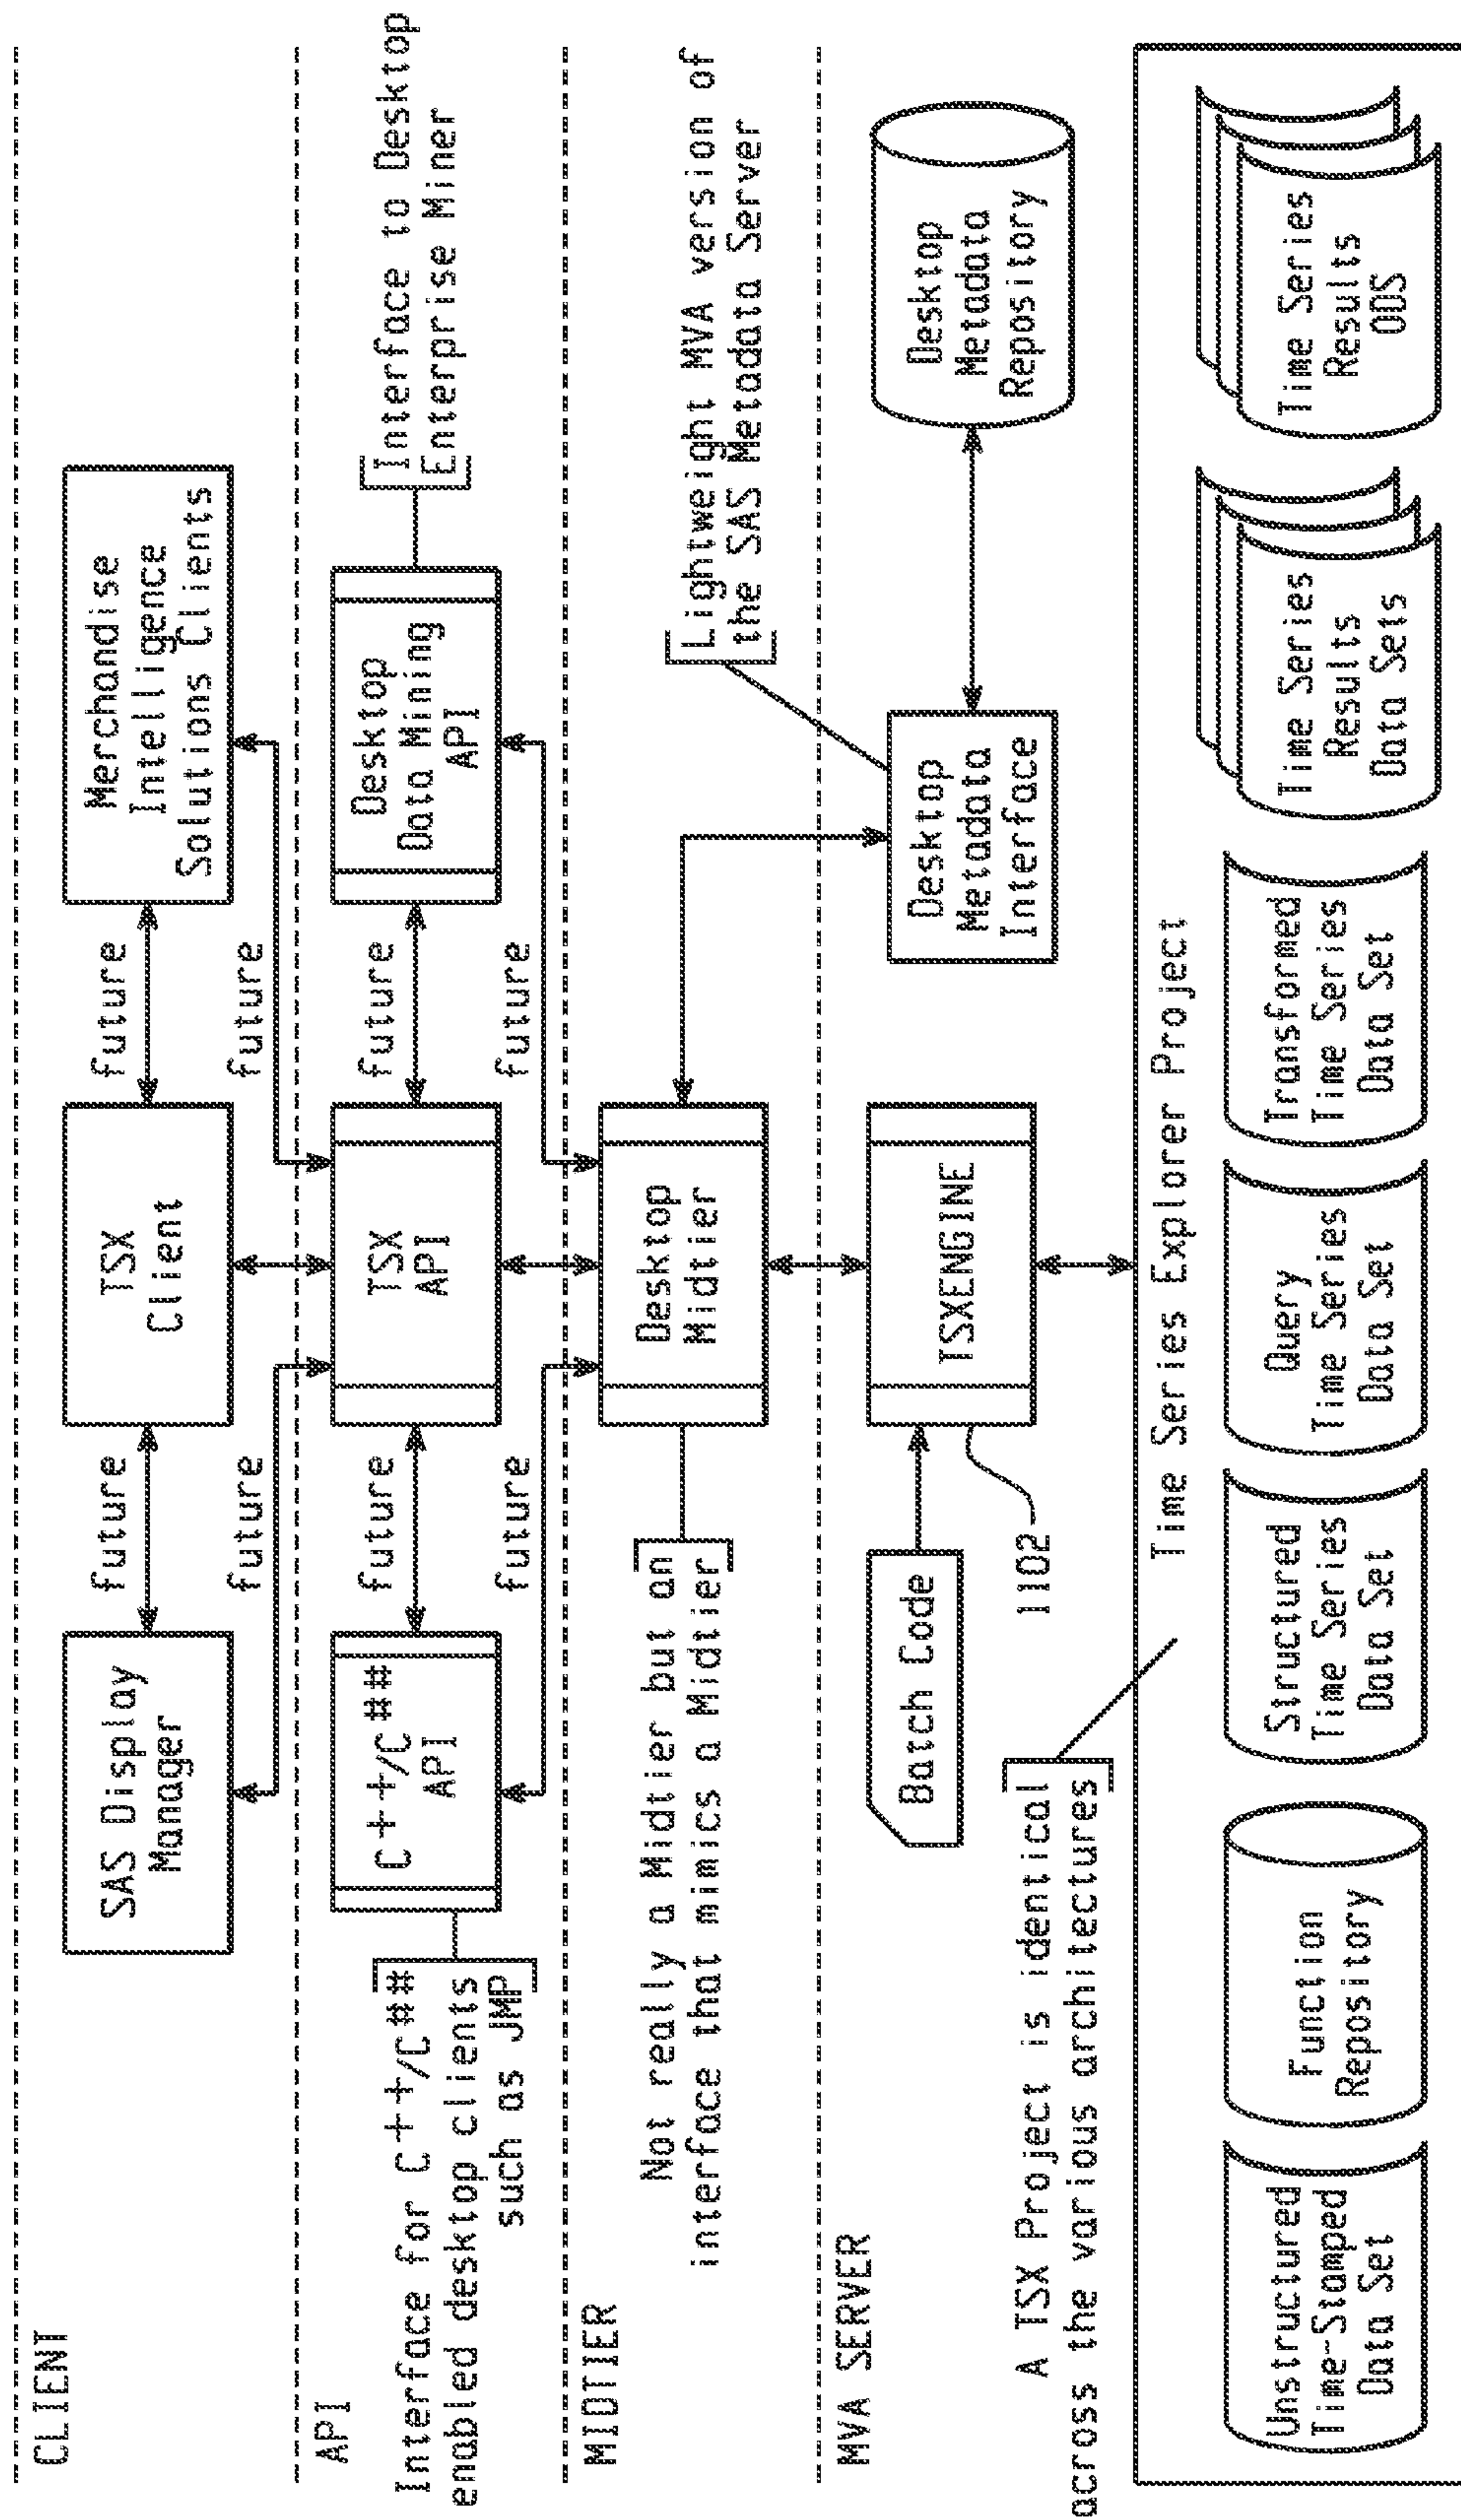 CLIENT
SAS Display
Manager
future
TSX
Client
future
Merchandise
Intelligence
Solutions Clients
future
future
API
Interface for C++/C##
enabled desktop clients
such as JMP
C++/C##
API
future
TSX
API
future
Desktop
Data Mining
API
Interface to Desktop
Enterprise Miner
future
future
MIDTIER
Not really a Midtier but an
interface that mimics a Midtier
Desktop
Midtier
Lightweight MVA version of
the SAS Metadata Server
MVA SERVER
Batch Code
TSXENGINE
1102
Desktop
Metadata
Interface
Desktop
Metadata
Repository
A TSX Project is identical
across the various architectures
Time Series Explorer Project
Unstructured
Time-Stamped
Data Set
Function
Repository
Structured
Time Series
Data Set
Query
Time Series
Data Set
Transformed
Time Series
Data Set
Time Series
Results
Data Sets
Time Series
Results
ODS